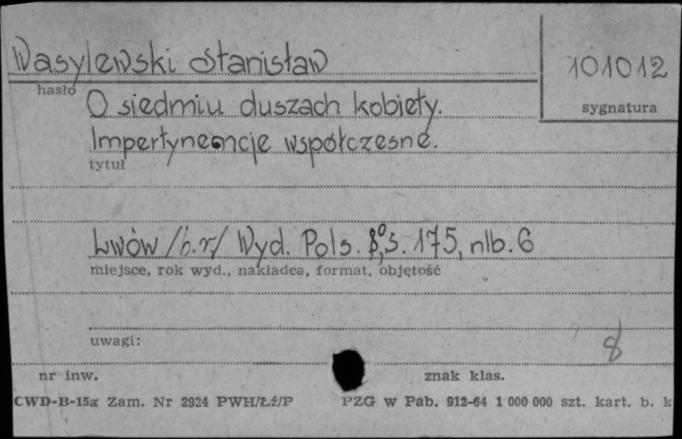 Wasylewski Stanisław
101012
hasło
sygnatura
O siedmiu duszach kobiety.
Impertynencje współczesne.
tytuł
Lwów /b.r/ Wyd. Pols. 8°, s. 175, nlb. 6
miejsce, rok wyd., nakładca, format, objętość
uwagi:
8
nr inw.
znak klas.
CWD-B-15a Zam. Nr 2924 PWH/Łź/P
PZG w Pab. 912-64 1 000 000 szt. kart. b. k